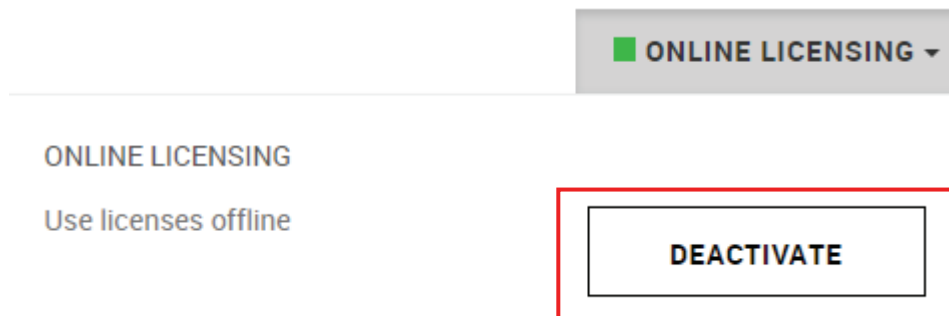 ONLINE LICENSING
ONLINE LICENSING
Use licenses offline
DEACTIVATE